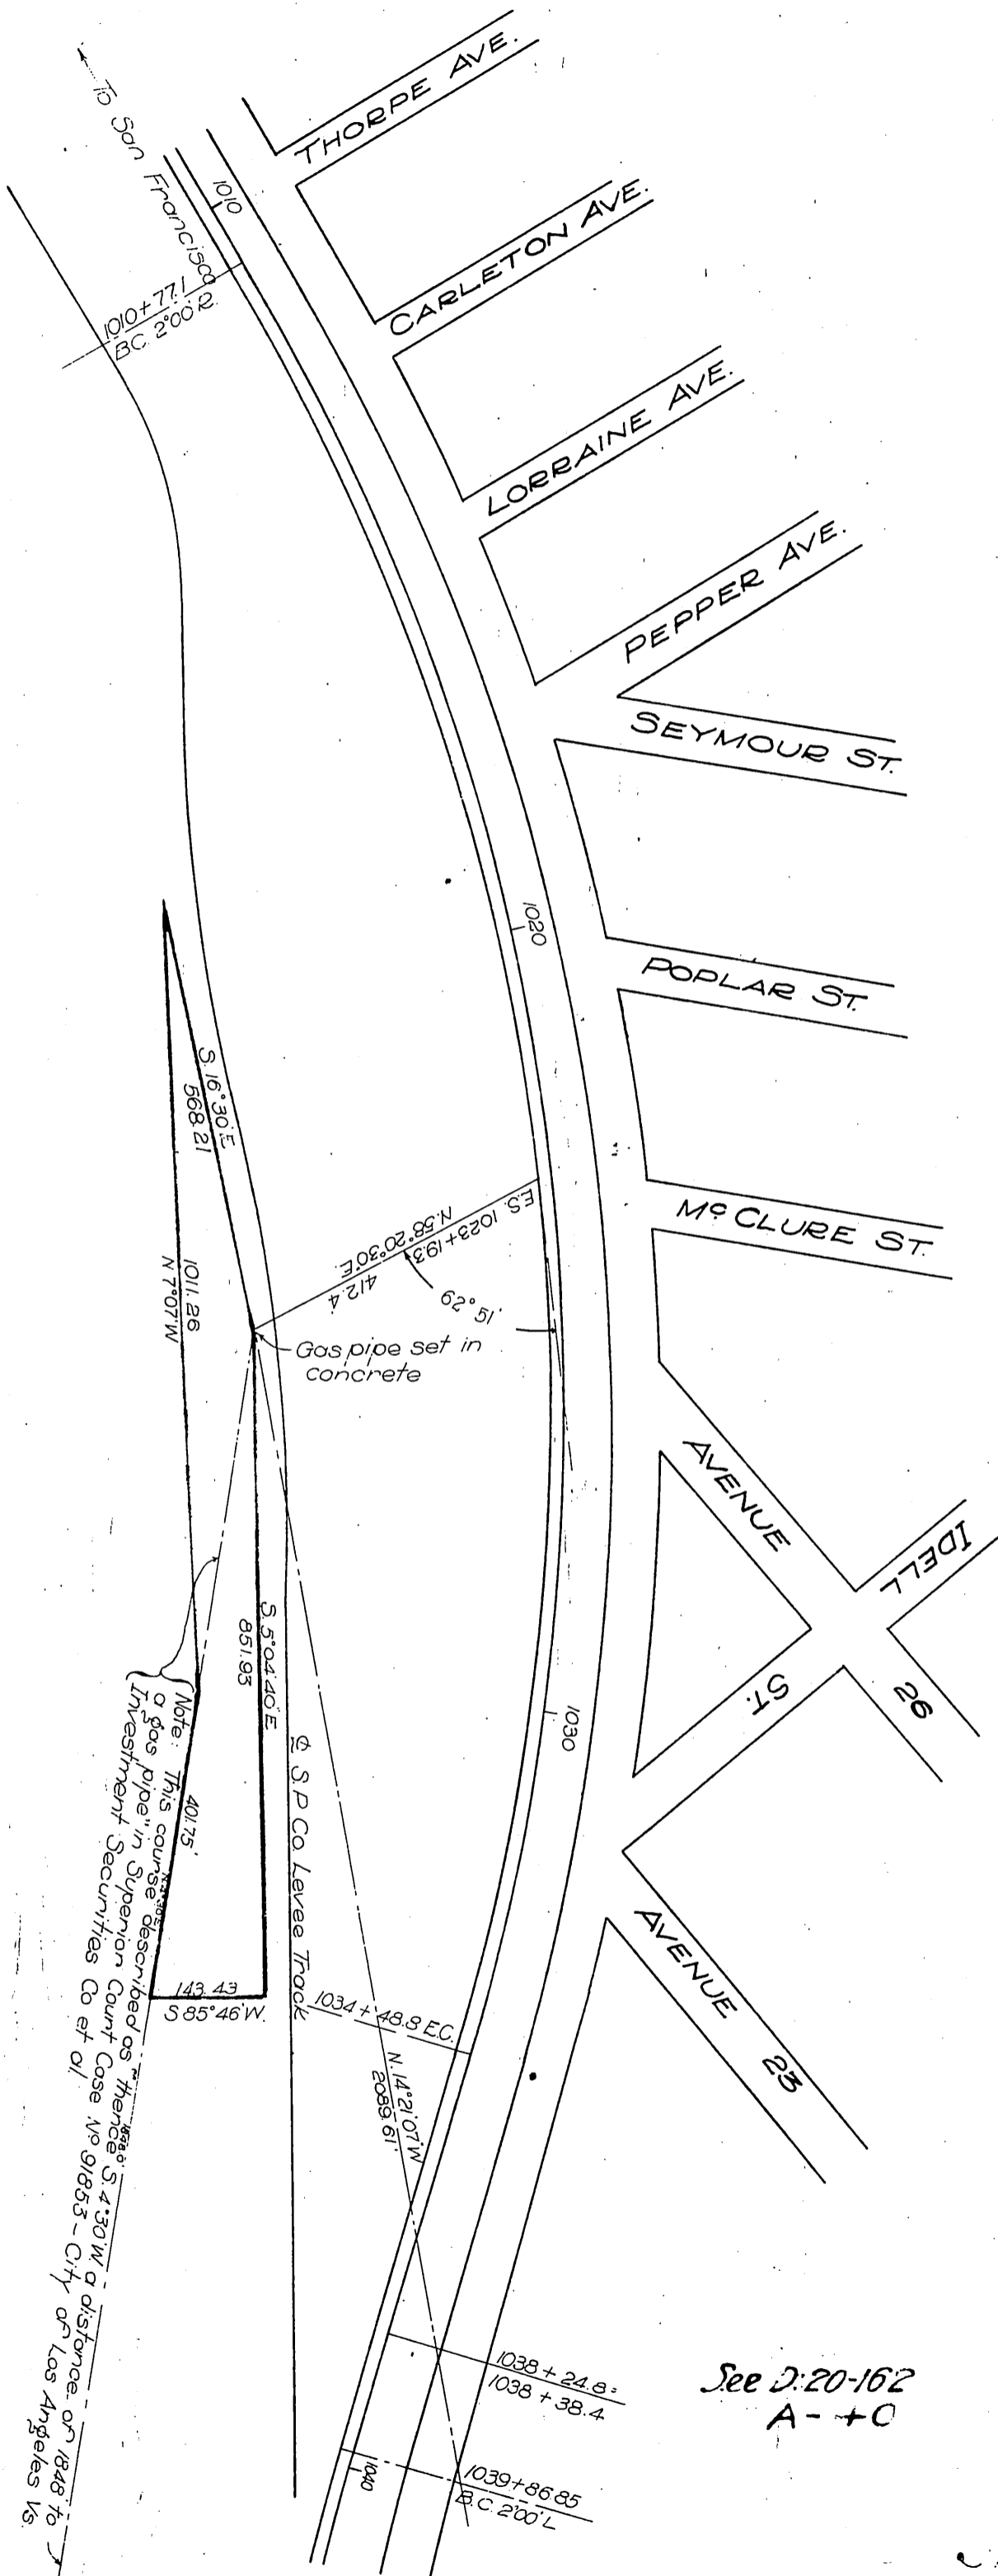 To San Francisco
THORPE AVE.
1010
1010+77.1
B.C. 2°00' R.
CARLETON AVE.
LORRAINE AVE.
PEPPER AVE.
SEYMOUR ST.
1020
POPLAR ST.
S. 16°30' E.
568.21
E.S. 1023+19.3
N. 58°20'30" E.
412.4'
McCLURE ST.
1011.26
N 7°07' W
62°51'
Gas pipe set in
concrete
AVENUE
26
IDELL
ST.
S. 5°04'40" E
851.93
1030
₵ S.P. Co. Levee Track
401.75'
AVENUE 23
143.43
S 85°46' W.
1034+48.8 E.C.
N. 14°21'07" W
2089.61'
Note: This course described as "thence S. 4°30' W. a distance of 1848' to
a gas pipe" in Superior Court Case No 91853 - City of Los Angeles Vs.
Investment Securities Co et al.
1038+24.8=
1038+38.4
See D:20-162
A - + C
1039+86.85
B.C. 2°00' L
1040